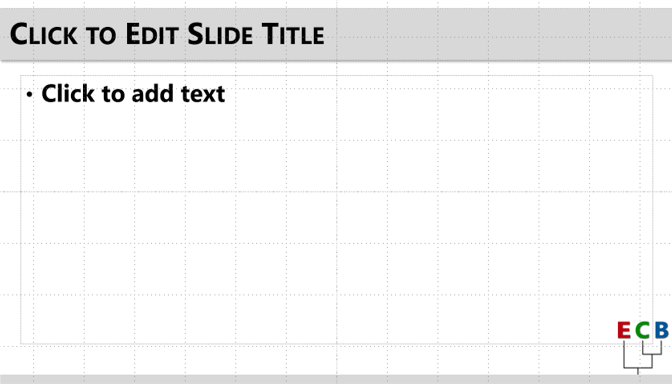 Click to Edit Slide Title
• Click to add text
ECB